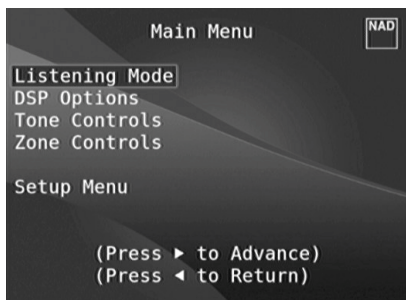 Main Menu
NAD
Listening Mode
DSP Options
Tone Controls
Zone Controls
Setup Menu
(Press ► to Advance)
(Press ◄ to Return)